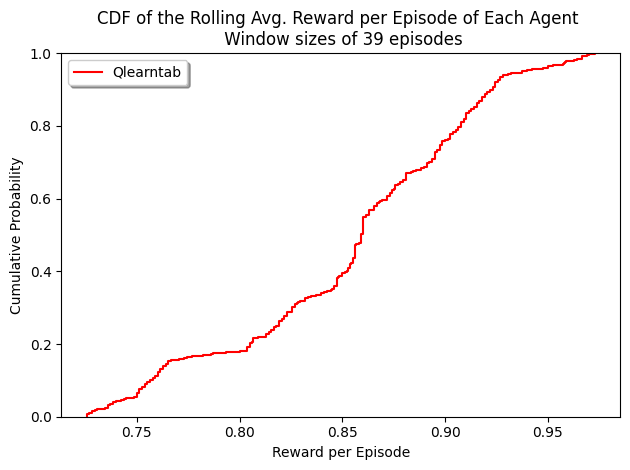 CDF of the Rolling Avg. Reward per Episode of Each Agent
Window sizes of 39 episodes
Qlearntab
Cumulative Probability
1.0
0.8
0.6
0.4
0.2
0.0
0.75 0.80 0.85 0.90 0.95
Reward per Episode